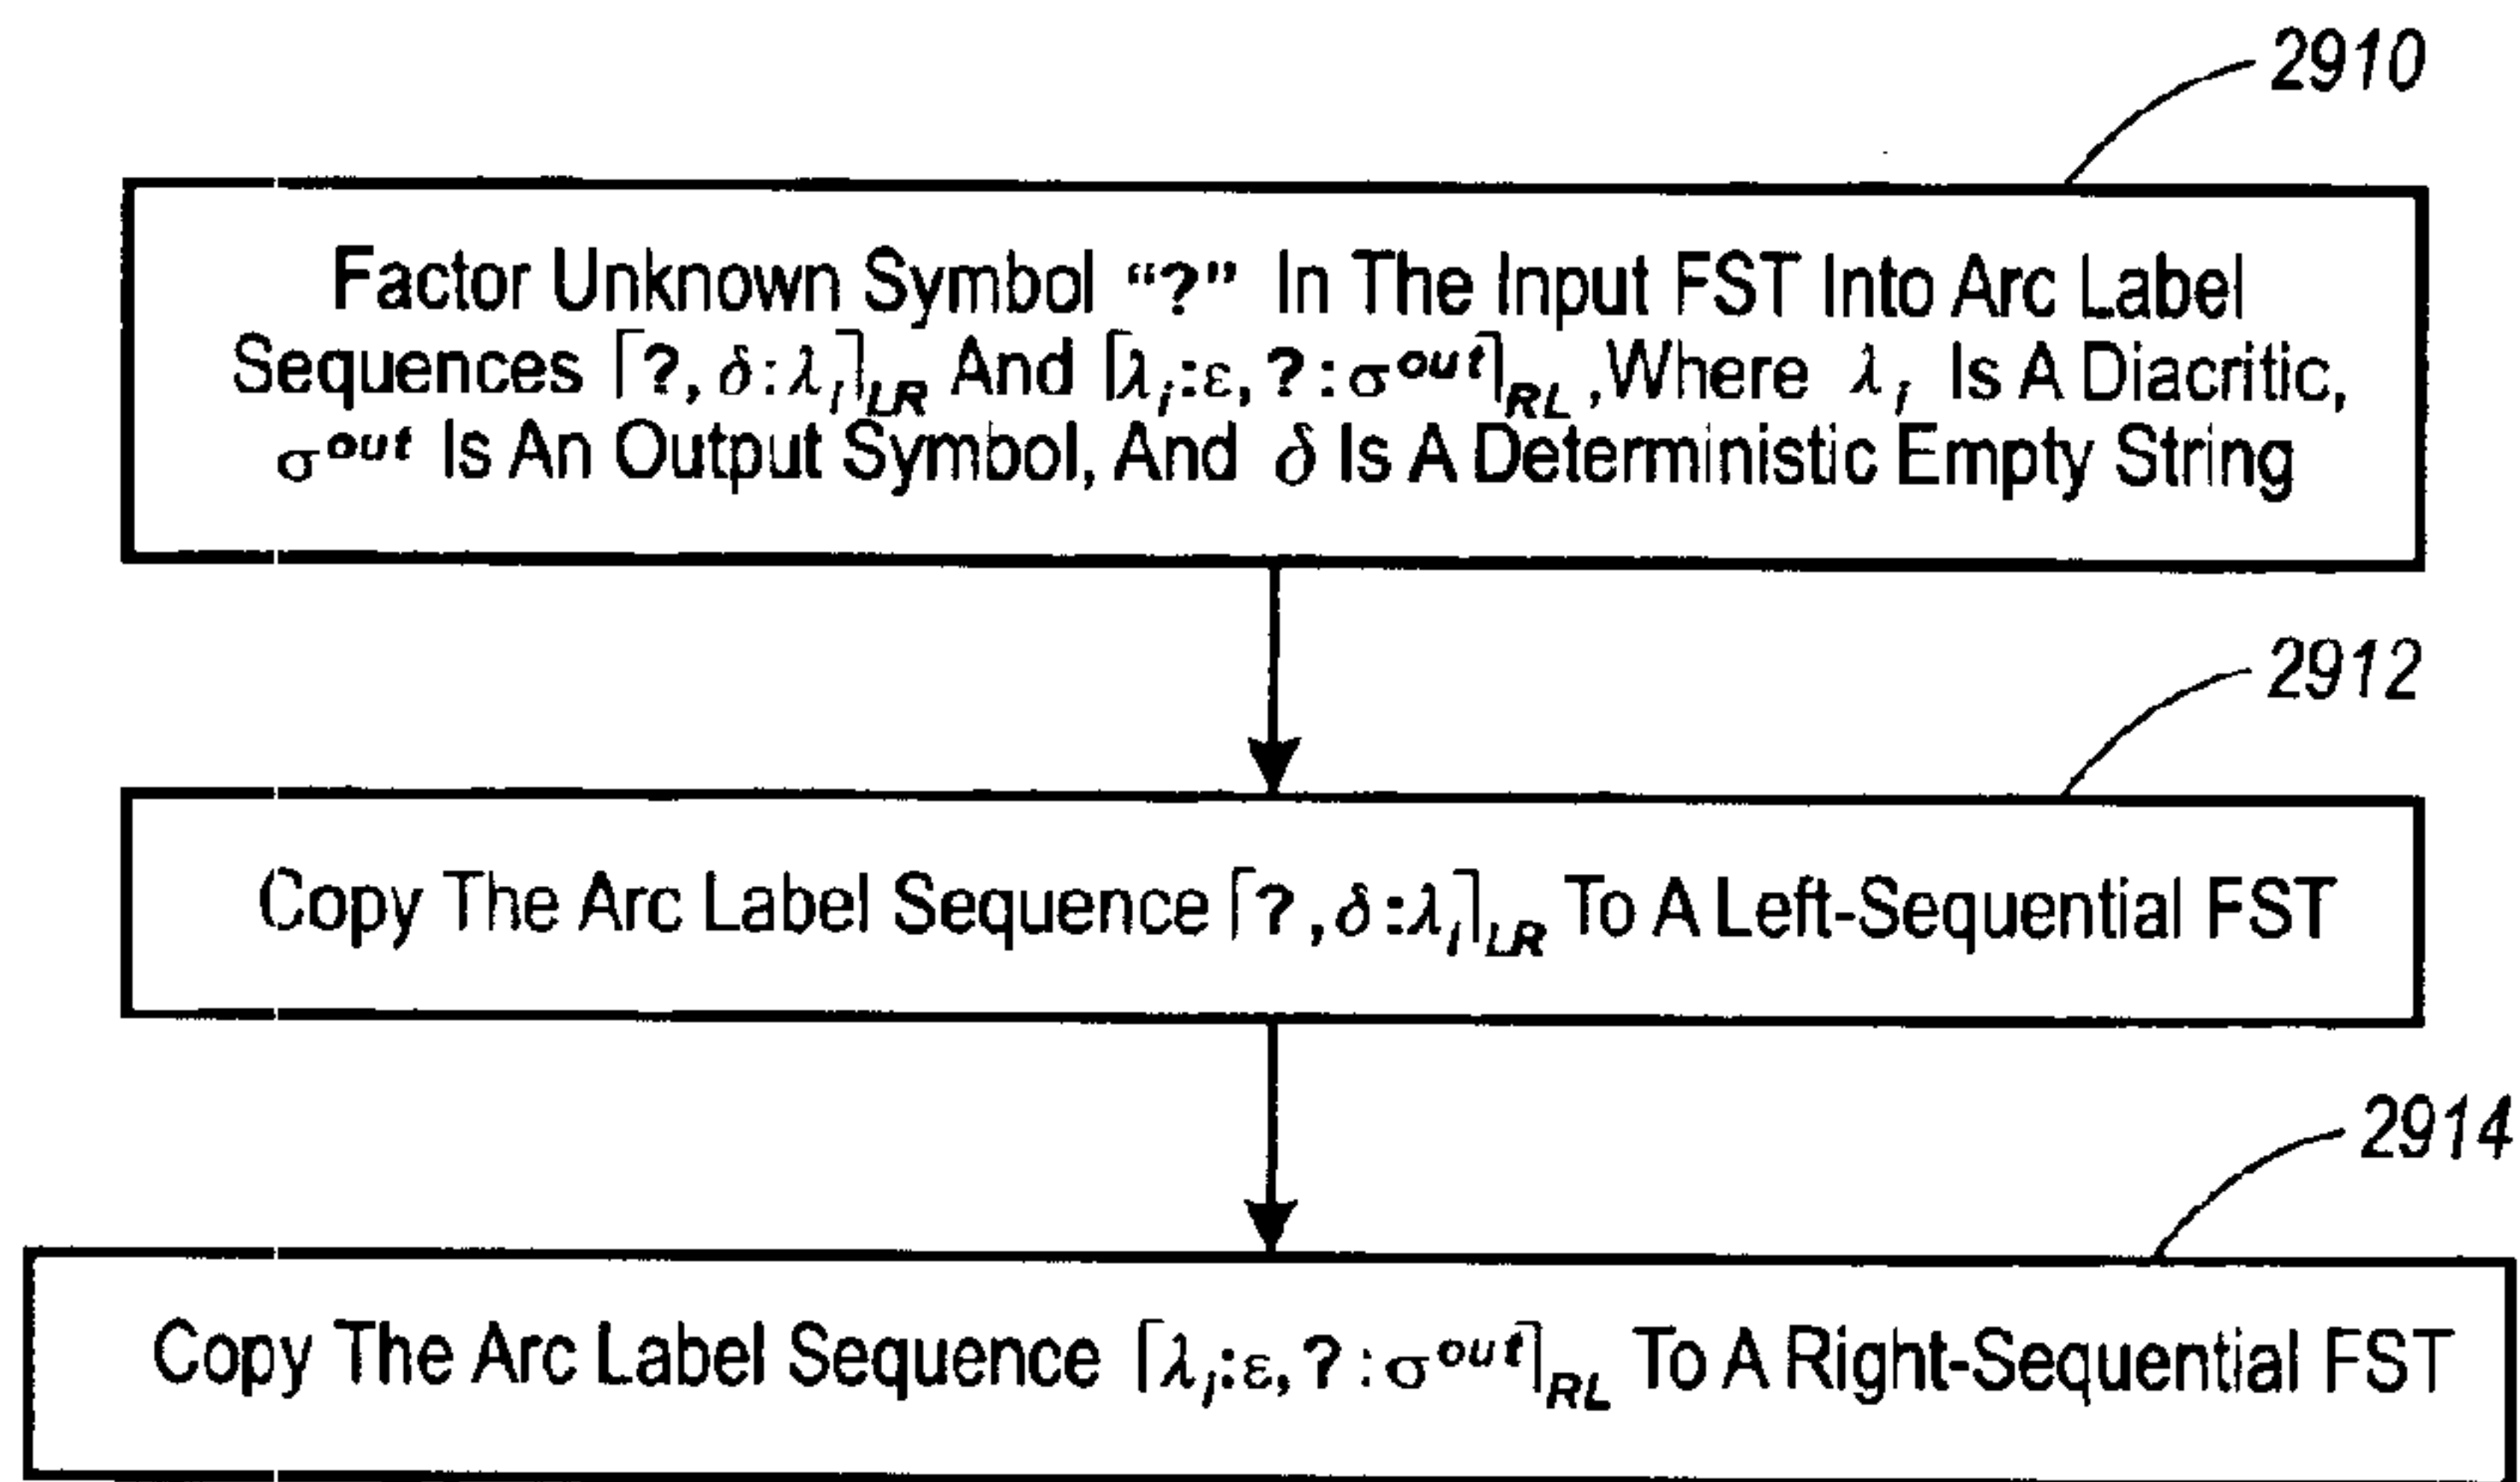 2910
Factor Unknown Symbol “?” In The Input FST Into Arc Label
Sequences ⌈?, δ:λᵢ⌉LR And ⌈λᵢ:ε, ?:σᵒᵘᵗ⌉RL ,Where λᵢ Is A Diacritic,
σᵒᵘᵗ Is An Output Symbol, And δ Is A Deterministic Empty String
2912
Copy The Arc Label Sequence ⌈?,δ:λᵢ⌉LR To A Left-Sequential FST
2914
Copy The Arc Label Sequence ⌈λᵢ:ε, ?:σᵒᵘᵗ⌉RL To A Right-Sequential FST